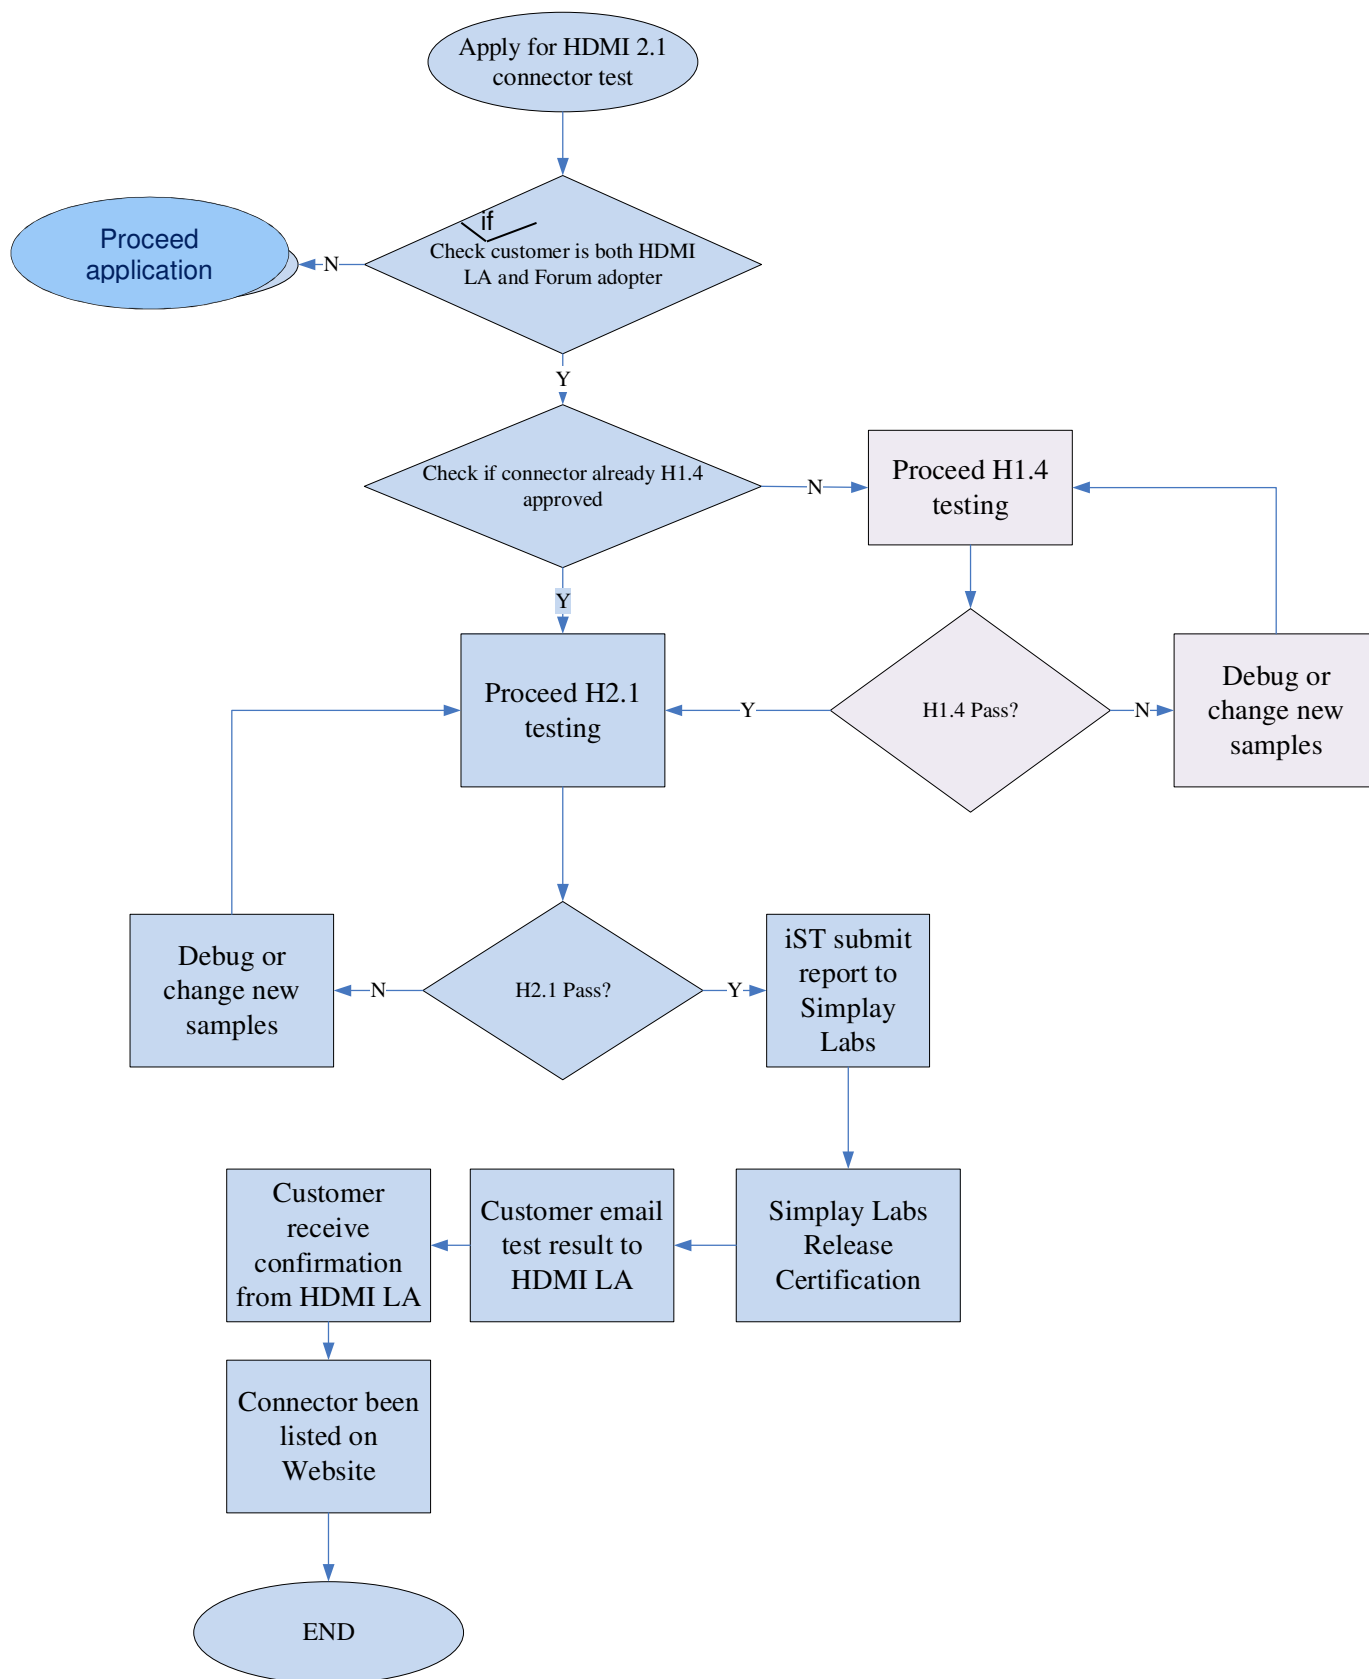 Apply for HDMI 2.1
connector test
if
Check customer is both HDMI
LA and Forum adopter
N
Proceed
application
Y
Check if connector already H1.4
approved
N
Proceed H1.4
testing
Y
Proceed H2.1
testing
Y
H1.4 Pass?
N
Debug or
change new
samples
Debug or
change new
samples
N
H2.1 Pass?
Y
iST submit
report to
Simplay
Labs
Customer
receive
confirmation
from HDMI LA
Customer email
test result to
HDMI LA
Simplay Labs
Release
Certification
Connector been
listed on
Website
END